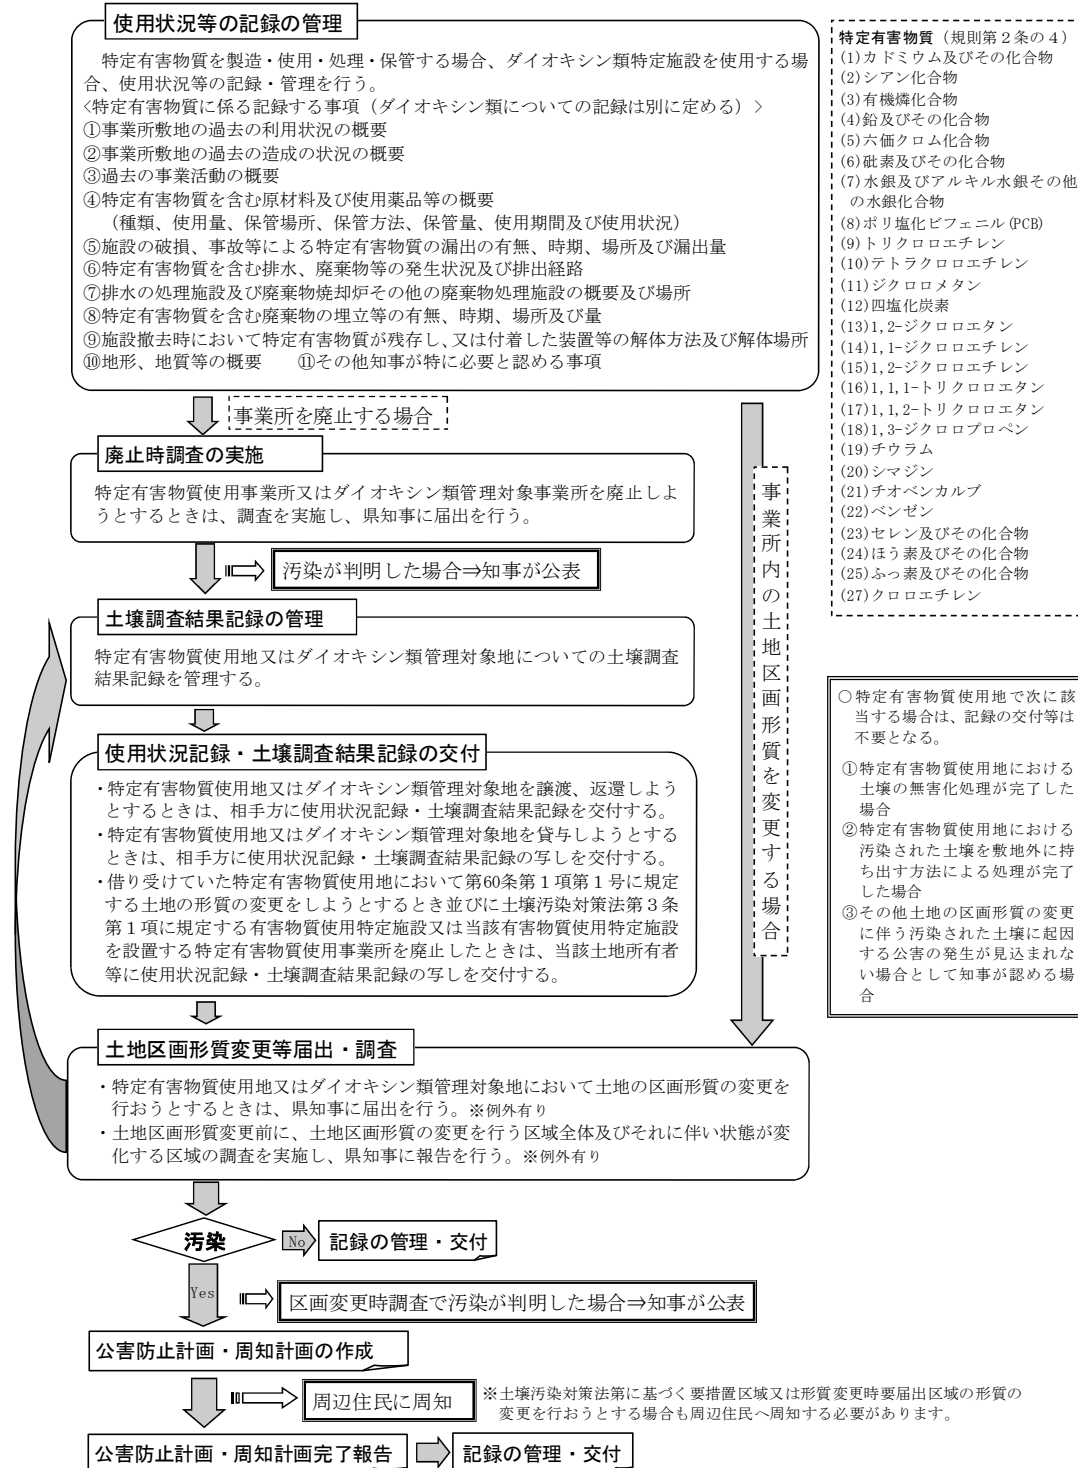 使用状況等の記録の管理
特定有害物質を製造・使用・処理・保管する場合、ダイオキシン類特定施設を使用する場
合、使用状況等の記録・管理を行う。
<特定有害物質に係る記録する事項（ダイオキシン類についての記録は別に定める）>
①事業所敷地の過去の利用状況の概要
②事業所敷地の過去の造成の状況の概要
③過去の事業活動の概要
④特定有害物質を含む原材料及び使用薬品等の概要
（種類、使用量、保管場所、保管方法、保管量、使用期間及び使用状況）
⑤施設の破損、事故等による特定有害物質の漏出の有無、時期、場所及び漏出量
⑥特定有害物質を含む排水、廃棄物等の発生状況及び排出経路
⑦排水の処理施設及び廃棄物焼却炉その他の廃棄物処理施設の概要及び場所
⑧特定有害物質を含む廃棄物の埋立等の有無、時期、場所及び量
⑨施設撤去時において特定有害物質が残存し、又は付着した装置等の解体方法及び解体場所
⑩地形、地質等の概要　　⑪その他知事が特に必要と認める事項
事業所を廃止する場合
廃止時調査の実施
特定有害物質使用事業所又はダイオキシン類管理対象事業所を廃止しよ
うとするときは、調査を実施し、県知事に届出を行う。
汚染が判明した場合⇒知事が公表
土壌調査結果記録の管理
特定有害物質使用地又はダイオキシン類管理対象地についての土壌調査
結果記録を管理する。
使用状況記録・土壌調査結果記録の交付
・特定有害物質使用地又はダイオキシン類管理対象地を譲渡、返還しよう
とするときは、相手方に使用状況記録・土壌調査結果記録を交付する。
・特定有害物質使用地又はダイオキシン類管理対象地を貸与しようとする
ときは、相手方に使用状況記録・土壌調査結果記録の写しを交付する。
・借り受けていた特定有害物質使用地において第60条第１項第１号に規定
する土地の形質の変更をしようとするとき並びに土壌汚染対策法第３条
第１項に規定する有害物質使用特定施設又は当該有害物質使用特定施設
を設置する特定有害物質使用事業所を廃止したときは、当該土地所有者
等に使用状況記録・土壌調査結果記録の写しを交付する。
事業所内の土地区画形質を変更する場合
土地区画形質変更等届出・調査
・特定有害物質使用地又はダイオキシン類管理対象地において土地の区画形質の変更を
行おうとするときは、県知事に届出を行う。※例外有り
・土地区画形質変更前に、土地区画形質の変更を行う区域全体及びそれに伴い状態が変
化する区域の調査を実施し、県知事に報告を行う。※例外有り
汚染
No
記録の管理・交付
Yes
区画変更時調査で汚染が判明した場合⇒知事が公表
公害防止計画・周知計画の作成
周辺住民に周知
※土壌汚染対策法第に基づく要措置区域又は形質変更時要届出区域の形質の
変更を行おうとする場合も周辺住民へ周知する必要があります。
公害防止計画・周知計画完了報告
記録の管理・交付
特定有害物質（規則第２条の４）
(1)カドミウム及びその化合物
(2)シアン化合物
(3)有機燐化合物
(4)鉛及びその化合物
(5)六価クロム化合物
(6)砒素及びその化合物
(7)水銀及びアルキル水銀その他
の水銀化合物
(8)ポリ塩化ビフェニル(PCB)
(9)トリクロロエチレン
(10)テトラクロロエチレン
(11)ジクロロメタン
(12)四塩化炭素
(13)1,2-ジクロロエタン
(14)1,1-ジクロロエチレン
(15)1,2-ジクロロエチレン
(16)1,1,1-トリクロロエタン
(17)1,1,2-トリクロロエタン
(18)1,3-ジクロロプロペン
(19)チウラム
(20)シマジン
(21)チオベンカルブ
(22)ベンゼン
(23)セレン及びその化合物
(24)ほう素及びその化合物
(25)ふっ素及びその化合物
(27)クロロエチレン
○特定有害物質使用地で次に該
当する場合は、記録の交付等は
不要となる。
①特定有害物質使用地における
土壌の無害化処理が完了した
場合
②特定有害物質使用地における
汚染された土壌を敷地外に持
ち出す方法による処理が完了
した場合
③その他土地の区画形質の変更
に伴う汚染された土壌に起因
する公害の発生が見込まれな
い場合として知事が認める場
合